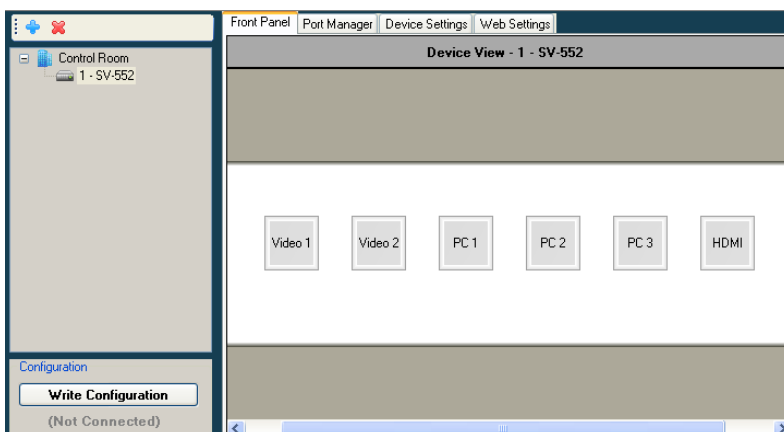 Front Panel Port Manager Device Settings Web Settings
Device View - 1 - SV-552
Control Room
1 - SV-552
Video 1 Video 2 PC 1 PC 2 PC 3 HDMI
Configuration
Write Configuration
(Not Connected)